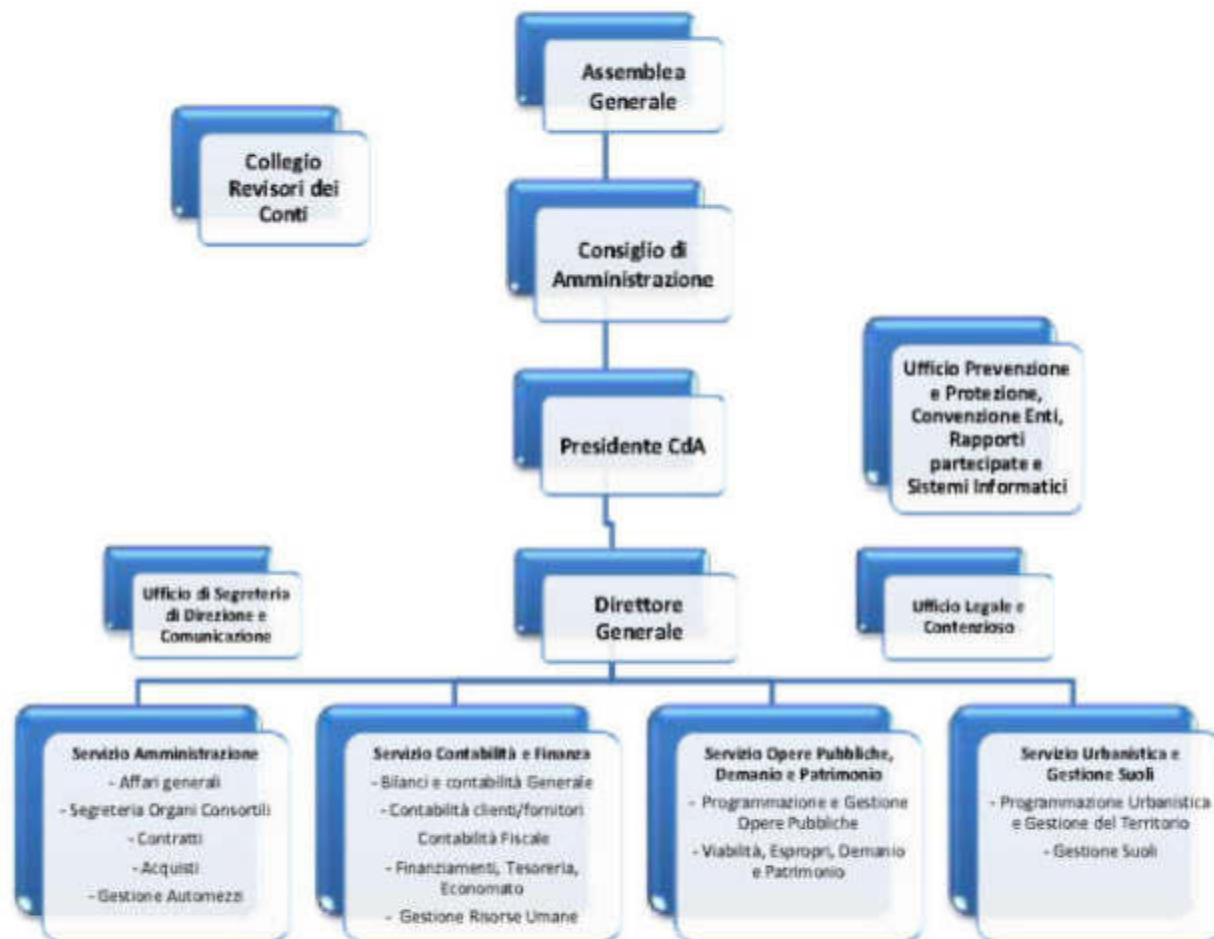 Assemblea
Generale
Collegio
Revisori dei
Conti
Consiglio di
Amministrazione
Presidente CdA
Ufficio Prevenzione
e Protezione,
Convenzione Enti,
Rapporti
partecipate e
Sistemi Informatici
Ufficio di Segreteria
di Direzione e
Comunicazione
Direttore
Generale
Ufficio Legale e
Contenzioso
Servizio Amministrazione
- Affari generali
- Segreteria Organi Consortili
- Contratti
- Acquisti
- Gestione Automezzi
Servizio Contabilità e Finanza
- Bilanci e contabilità Generale
- Contabilità clienti/fornitori
Contabilità Fiscale
- Finanziamenti, Tesoreria,
Economato
- Gestione Risorse Umane
Servizio Opere Pubbliche,
Demanio e Patrimonio
- Programmazione e Gestione
Opere Pubbliche
- Viabilità, Espropri, Demanio
e Patrimonio
Servizio Urbanistica e
Gestione Suoli
- Programmazione Urbanistica
e Gestione del Territorio
- Gestione Suoli